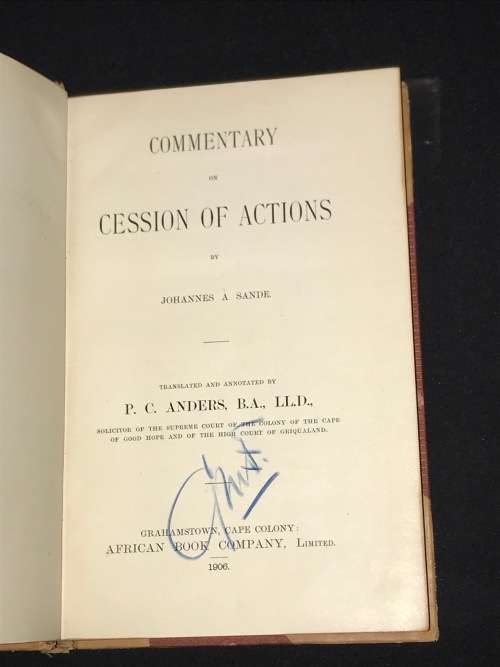 COMMENTARY
ON
CESSION OF ACTIONS
BY
JOHANNES À SANDE.
TRANSLATED AND ANNOTATED BY
P. C. ANDERS, B.A., LL.D.,
SOLICITOR OF THE SUPREME COURT OF THE COLONY OF THE CAPE
OF GOOD HOPE AND OF THE HIGH COURT OF GRIQUALAND.
GRAHAMSTOWN, CAPE COLONY:
AFRICAN BOOK COMPANY, LIMITED.
1906.